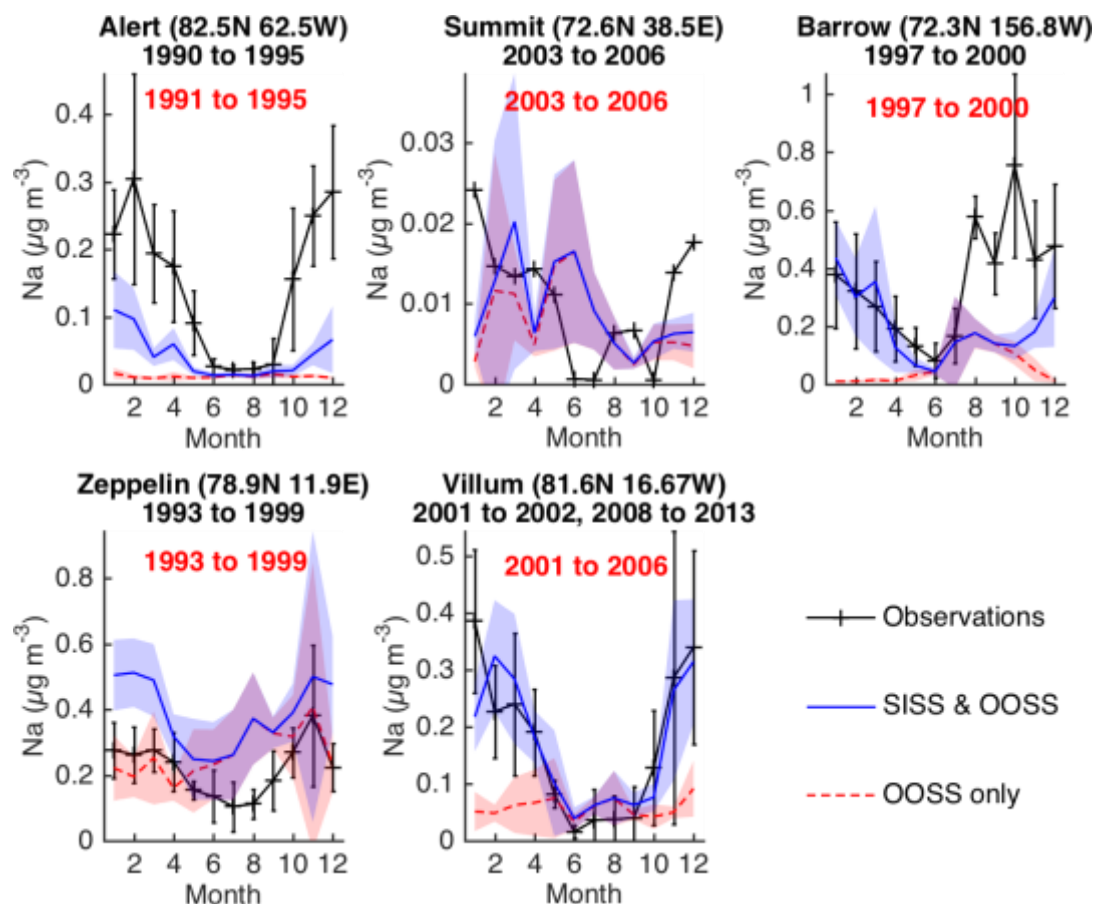 Alert (82.5N 62.5W)
1990 to 1995
1991 to 1995
Na (µg m⁻³)
0.4
0.3
0.2
0.1
0
2 4 6 8 10 12
Month
Summit (72.6N 38.5E)
2003 to 2006
2003 to 2006
Na (µg m⁻³)
0.03
0.02
0.01
0
2 4 6 8 10 12
Month
Barrow (72.3N 156.8W)
1997 to 2000
1997 to 2000
Na (µg m⁻³)
1
0.8
0.6
0.4
0.2
0
2 4 6 8 10 12
Month
Zeppelin (78.9N 11.9E)
1993 to 1999
1993 to 1999
Na (µg m⁻³)
0.8
0.6
0.4
0.2
0
2 4 6 8 10 12
Month
Villum (81.6N 16.67W)
2001 to 2002, 2008 to 2013
2001 to 2006
Na (µg m⁻³)
0.5
0.4
0.3
0.2
0.1
0
2 4 6 8 10 12
Month
Observations
SISS & OOSS
OOSS only